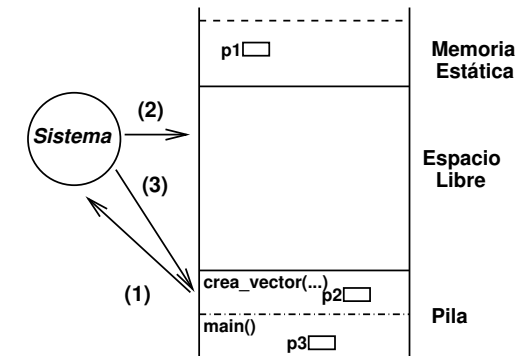 p1
Memoria
Estática
(2)
Sistema
(3)
Espacio
Libre
(1)
crea_vector(...)
p2
Pila
main()
p3